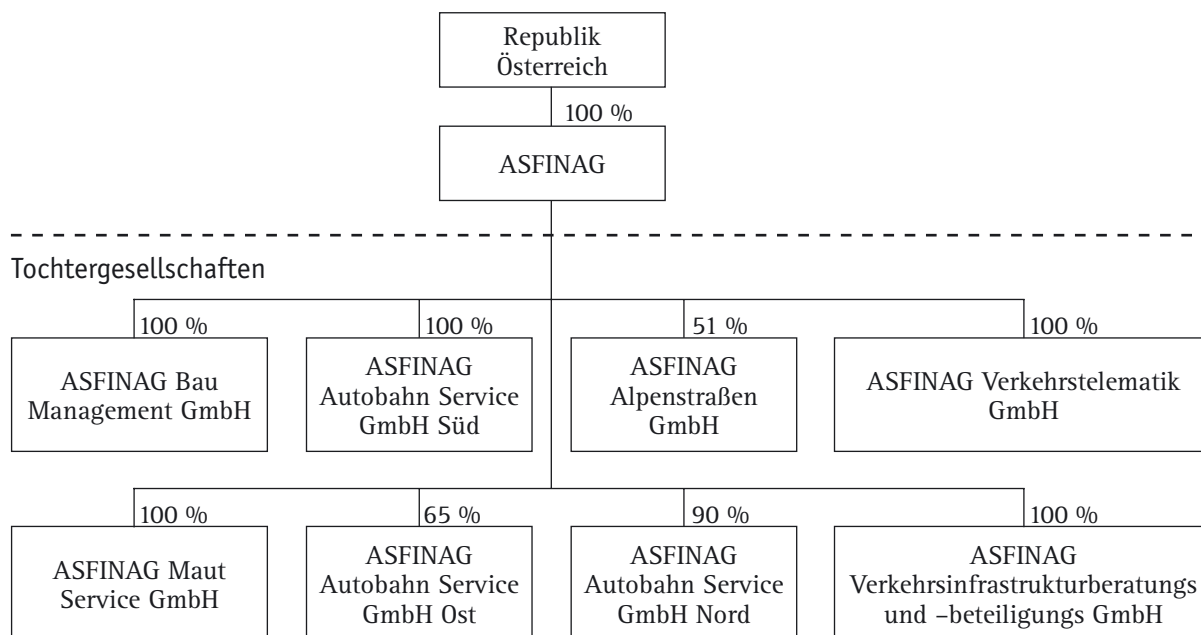 Republik
Österreich
100 %
ASFINAG
Tochtergesellschaften
100 %
100 %
51 %
100 %
ASFINAG Bau
Management GmbH
ASFINAG
Autobahn Service
GmbH Süd
ASFINAG
Alpenstraßen
GmbH
ASFINAG Verkehrstelematik
GmbH
100 %
65 %
90 %
100 %
ASFINAG Maut
Service GmbH
ASFINAG
Autobahn Service
GmbH Ost
ASFINAG
Autobahn Service
GmbH Nord
ASFINAG
Verkehrsinfrastrukturberatungs
und –beteiligungs GmbH